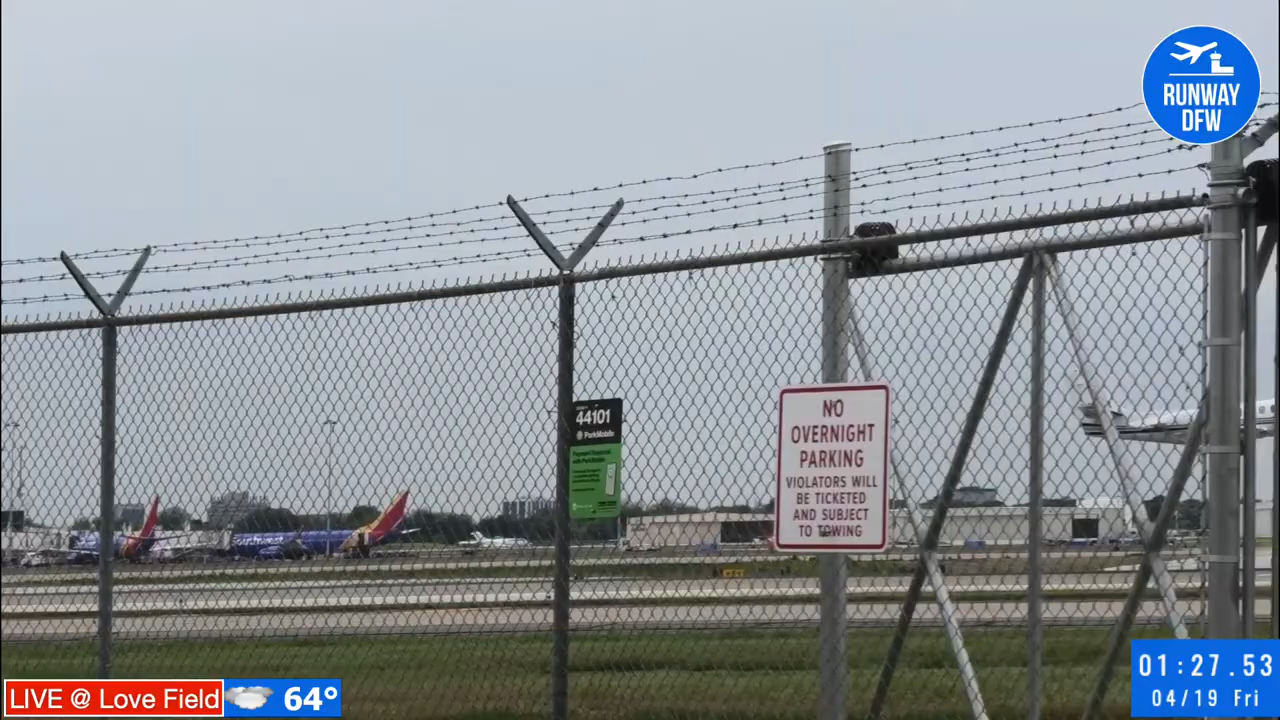 RUNWAY
DFW
44101
ParkMobile
NO
OVERNIGHT
PARKING
VIOLATORS WILL
BE TICKETED
AND SUBJECT
TO TOWING
LIVE @ Love Field
64°
01:27.53
04/19 Fri